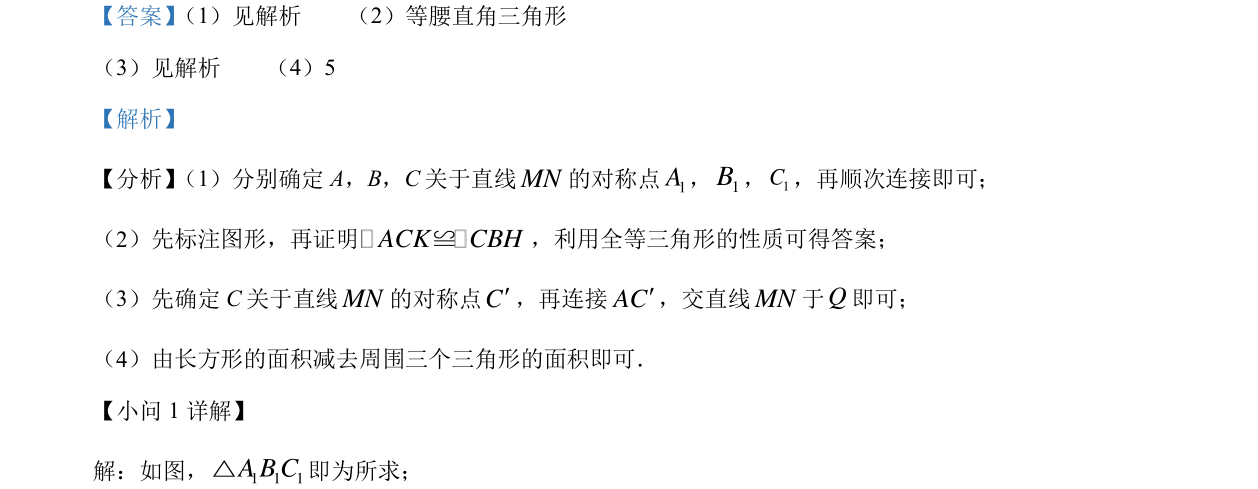 【答案】（1）见解析 （2）等腰直角三角形
（3）见解析 （4）5
【解析】
【分析】（1）分别确定 A，B，C 关于直线 MN 的对称点 A₁，B₁，C₁，再顺次连接即可；
（2）先标注图形，再证明□ACK≌□CBH，利用全等三角形的性质可得答案；
（3）先确定 C 关于直线 MN 的对称点 C′，再连接 AC′，交直线 MN 于 Q 即可；
（4）由长方形的面积减去周围三个三角形的面积即可．
【小问 1 详解】
解：如图，△A₁B₁C₁ 即为所求；